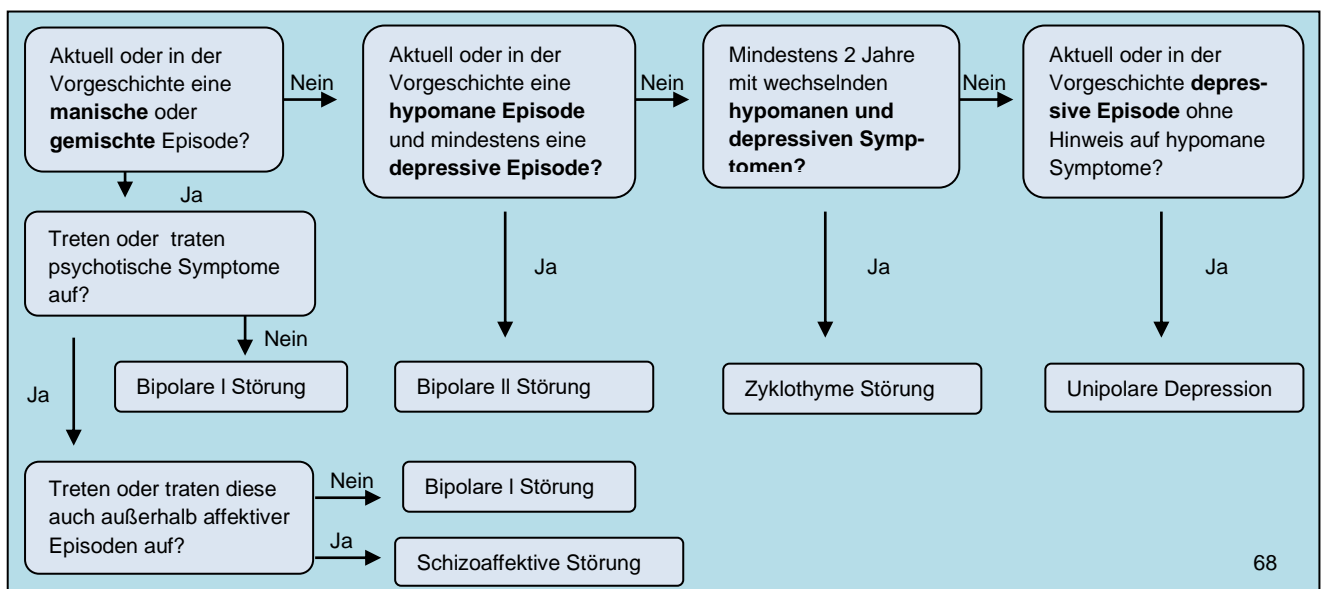 Aktuell oder in der
Vorgeschichte eine
manische oder
gemischte Episode?
Nein
Aktuell oder in der
Vorgeschichte eine
hypomane Episode
und mindestens eine
depressive Episode?
Nein
Mindestens 2 Jahre
mit wechselnden
hypomanen und
depressiven Symp-
tomen?
Nein
Aktuell oder in der
Vorgeschichte depres-
sive Episode ohne
Hinweis auf hypomane
Symptome?
Ja
Treten oder traten
psychotische Symptome
auf?
Ja
Ja
Ja
Nein
Bipolare I Störung
Bipolare II Störung
Zyklothyme Störung
Unipolare Depression
Ja
Treten oder traten diese
auch außerhalb affektiver
Episoden auf?
Nein
Bipolare I Störung
Ja
Schizoaffektive Störung
68